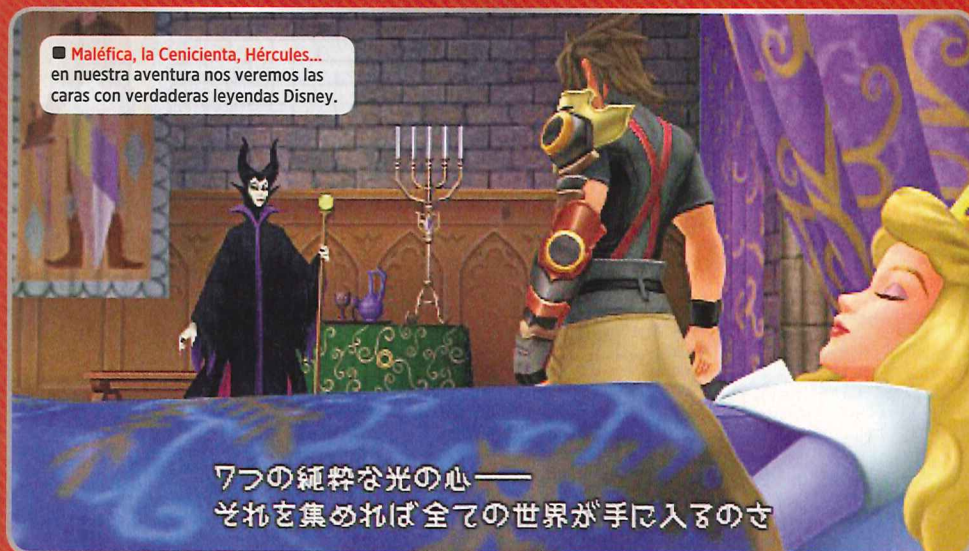 ■ Maléfica, la Cenicienta, Hércules...
en nuestra aventura nos veremos las
caras con verdaderas leyendas Disney.
7つの純粋な光の心――
それを集めれば全ての世界が手に入るのさ